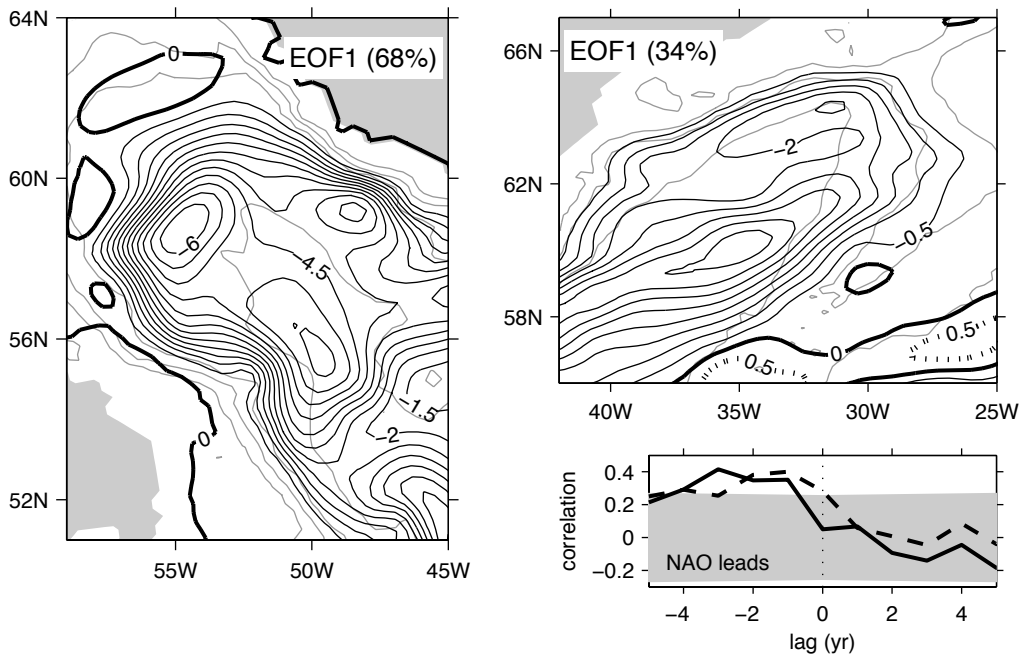 64N
60N
56N
52N
55W
50W
45W
EOF1 (68%)
0
−6
−4.5
−1.5
−2
0
66N
62N
58N
40W
35W
30W
25W
EOF1 (34%)
−2
−0.5
0.5
0
0.5
correlation
0.4
0.2
0
−0.2
NAO leads
−4
−2
0
2
4
lag (yr)